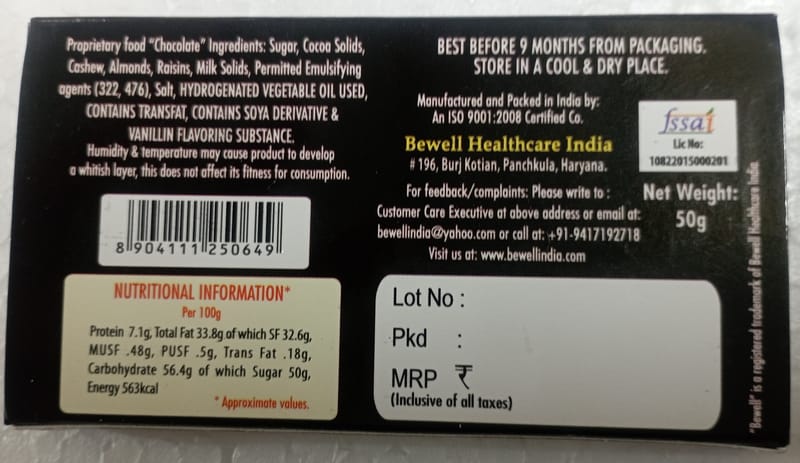 Proprietary food "Chocolate" Ingredients: Sugar, Cocoa Solids,
Cashew, Almonds, Raisins, Milk Solids, Permitted Emulsifying
agents (322, 476), Salt, HYDROGENATED VEGETABLE OIL USED,
CONTAINS TRANSFAT, CONTAINS SOYA DERIVATIVE &
VANILLIN FLAVORING SUBSTANCE.
Humidity & temperature may cause product to develop
a whitish layer, this does not affect its fitness for consumption.
8 904111 250649
NUTRITIONAL INFORMATION*
Per 100g
Protein 7.1g, Total Fat 33.8g of which SF 32.6g,
MUSF .48g, PUSF .5g, Trans Fat .18g,
Carbohydrate 56.4g of which Sugar 50g,
Energy 563kcal
* Approximate values.
BEST BEFORE 9 MONTHS FROM PACKAGING.
STORE IN A COOL & DRY PLACE.
Manufactured and Packed in India by:
An ISO 9001:2008 Certified Co.
Bewell Healthcare India
# 196, Burj Kotian, Panchkula, Haryana.
For feedback/complaints: Please write to :
Customer Care Executive at above address or email at:
bewellindia@yahoo.com or call at: +91-9417192718
Visit us at: www.bewellindia.com
fssai
Lic No:
10822015000201
Net Weight:
50g
Lot No :
Pkd :
MRP ₹
(Inclusive of all taxes)
"Bewell" is a registered trademark of Bewell Healthcare India.